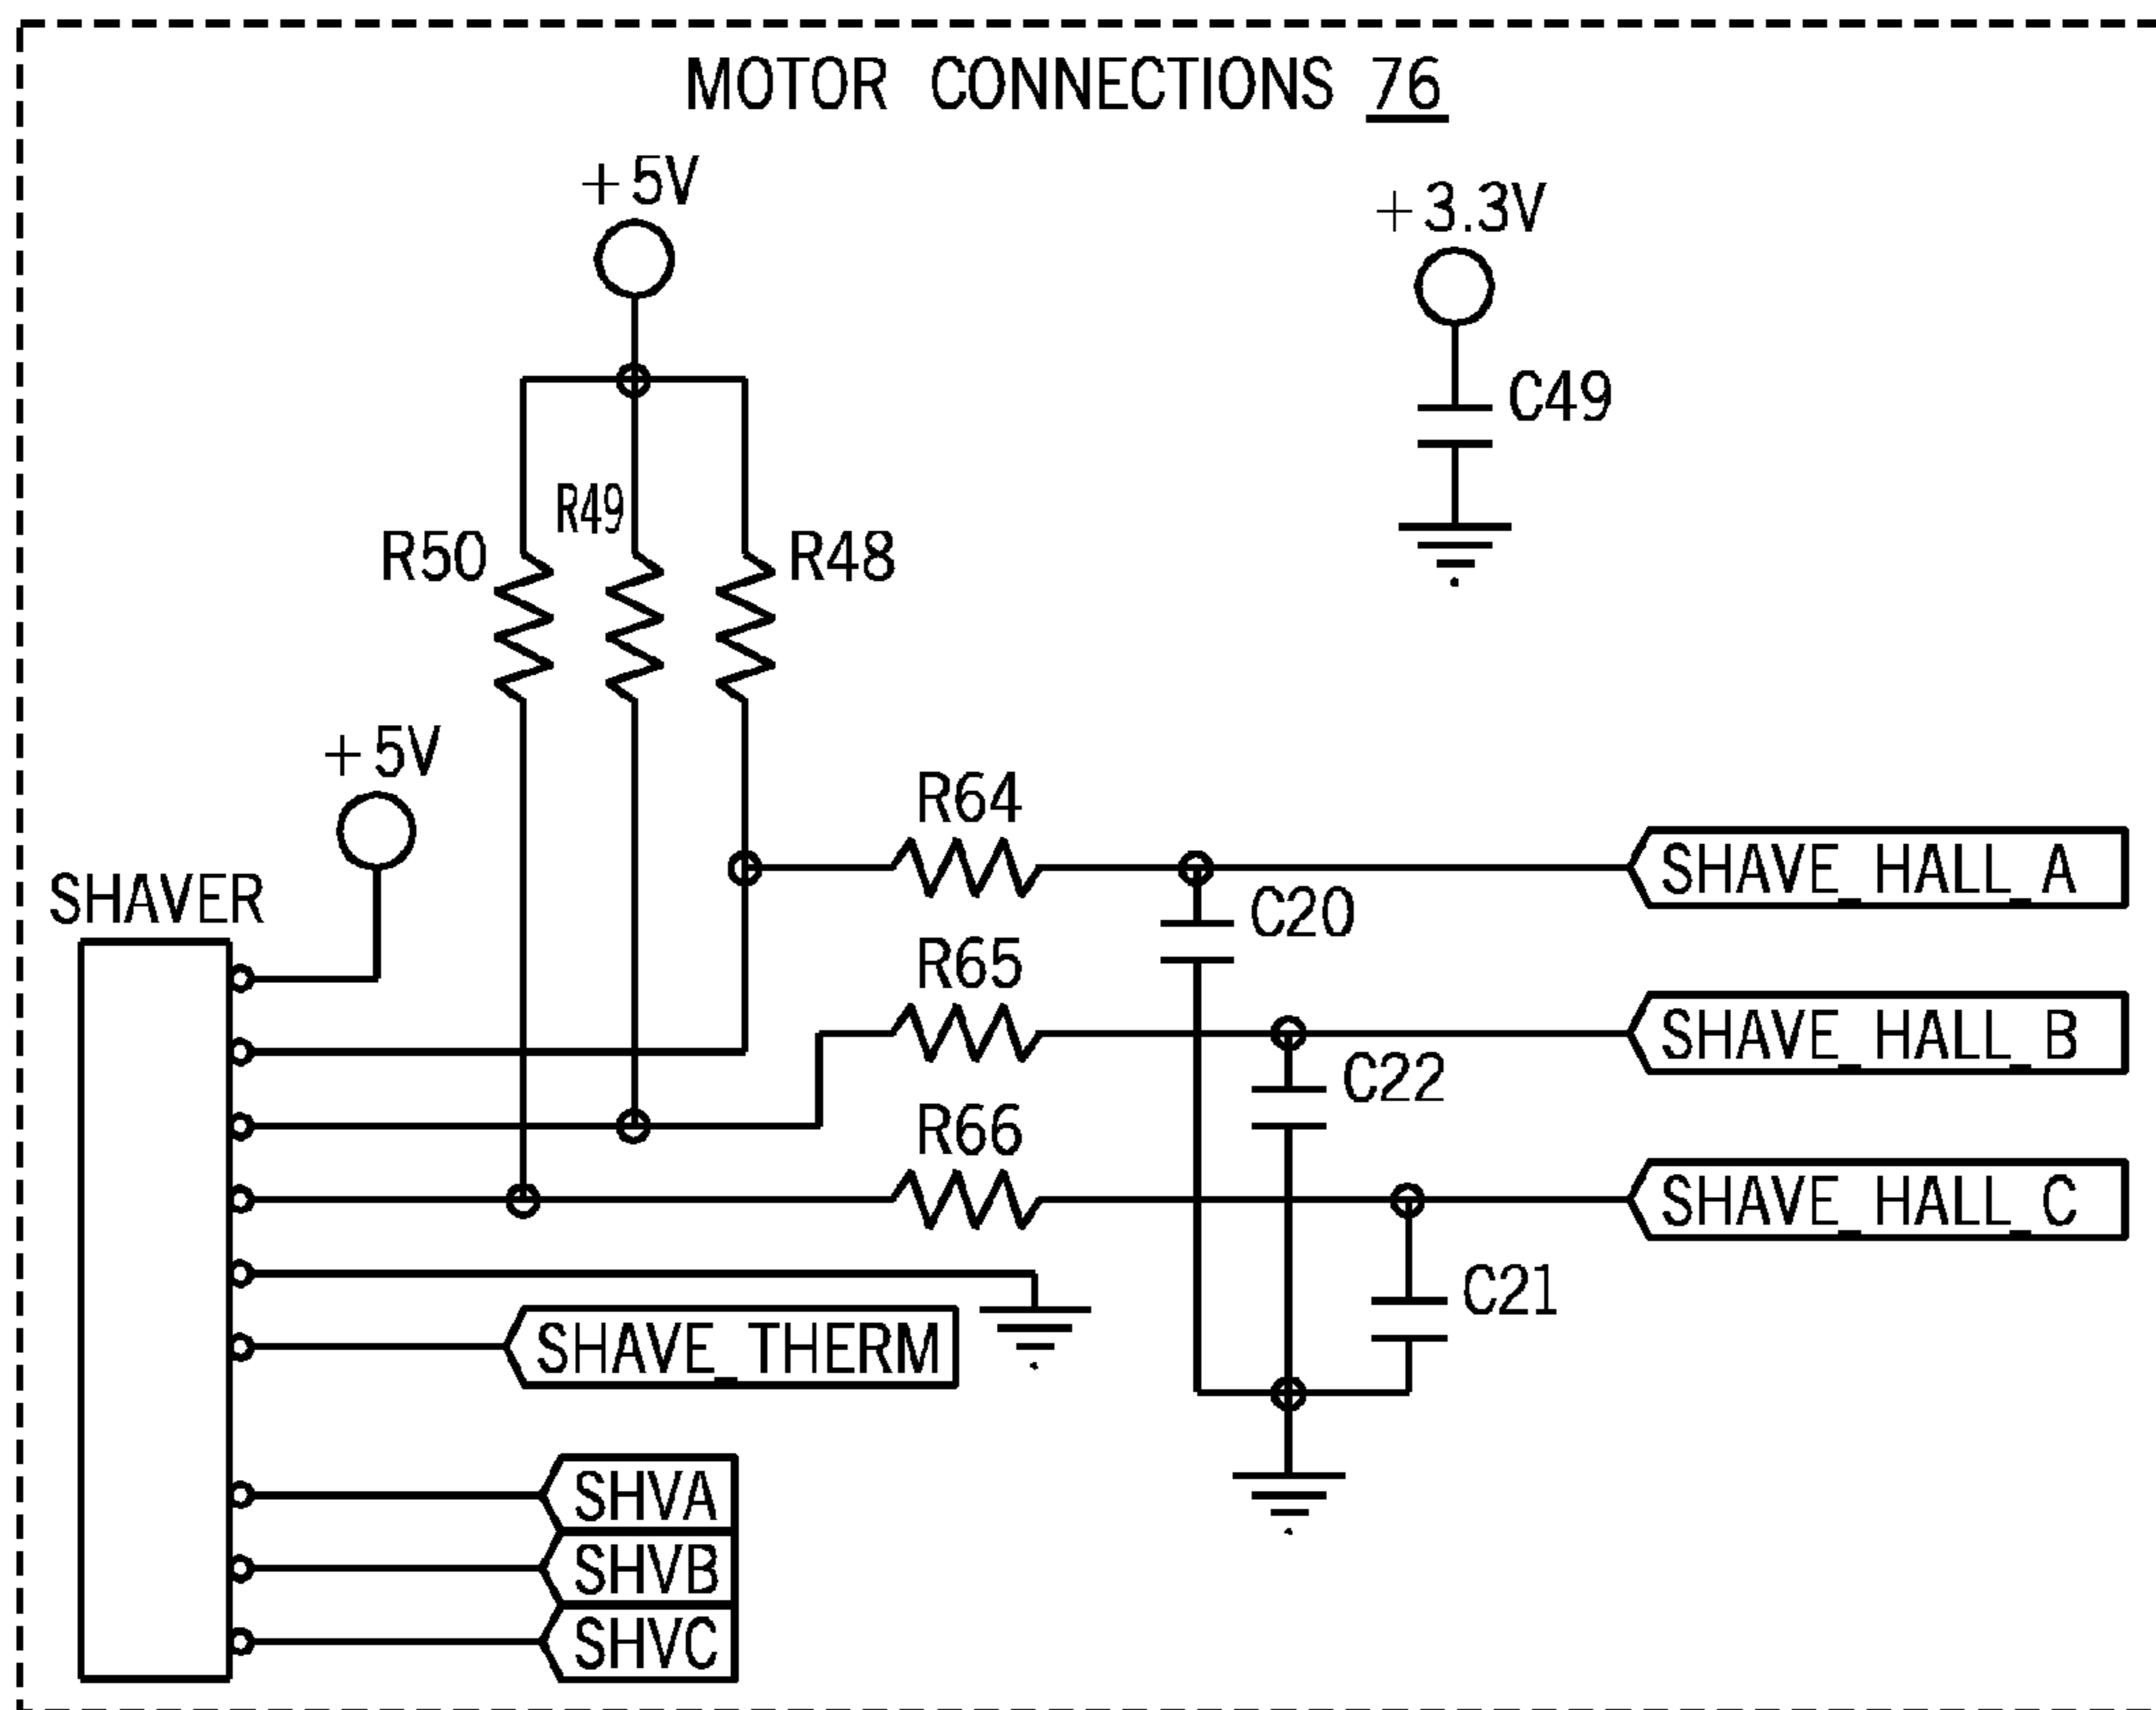 MOTOR CONNECTIONS 76
+5V
+3.3V
C49
R49
R50
R48
+5V
R64
SHAVE_HALL_A
SHAVER
C20
R65
SHAVE_HALL_B
C22
R66
SHAVE_HALL_C
C21
SHAVE_THERM
SHVA
SHVB
SHVC